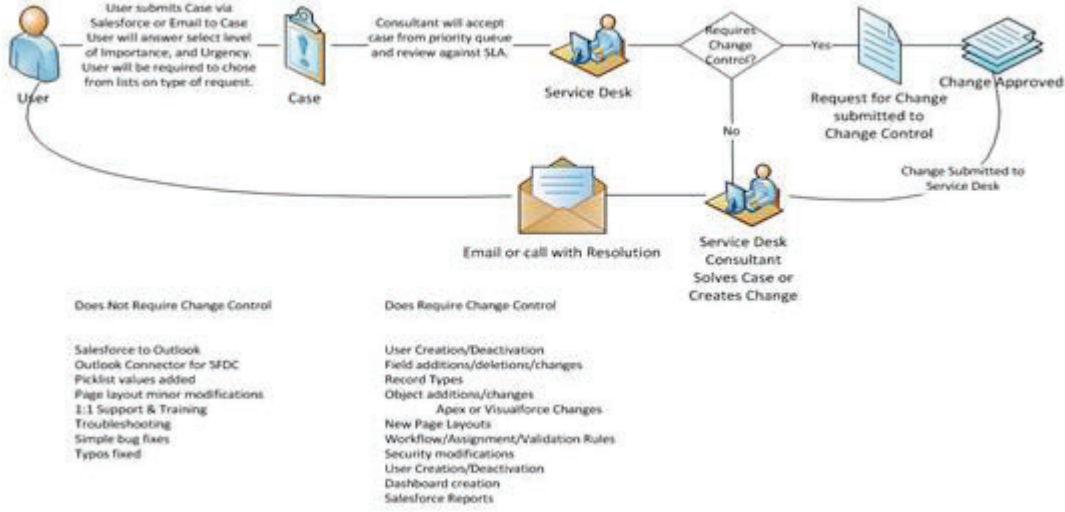 User submits Case via
Salesforce or Email to Case
User will answer select level
of Importance, and Urgency.
User will be required to chose
from lists on type of request.
User
Case
Consultant will accept
case from priority queue
and review against SLA.
Service Desk
Requires
Change
Control?
Yes
Request for Change
submitted to
Change Control
Change Approved
No
Change Submitted to
Service Desk
Email or call with Resolution
Service Desk
Consultant
Solves Case or
Creates Change
Does Not Require Change Control
Salesforce to Outlook
Outlook Connector for SFDC
Picklist values added
Page layout minor modifications
1:1 Support & Training
Troubleshooting
Simple bug fixes
Typos fixed
Does Require Change Control
User Creation/Deactivation
Field additions/deletions/changes
Record Types
Object additions/changes
Apex or Visualforce Changes
New Page Layouts
Workflow/Assignment/Validation Rules
Security modifications
User Creation/Deactivation
Dashboard creation
Salesforce Reports